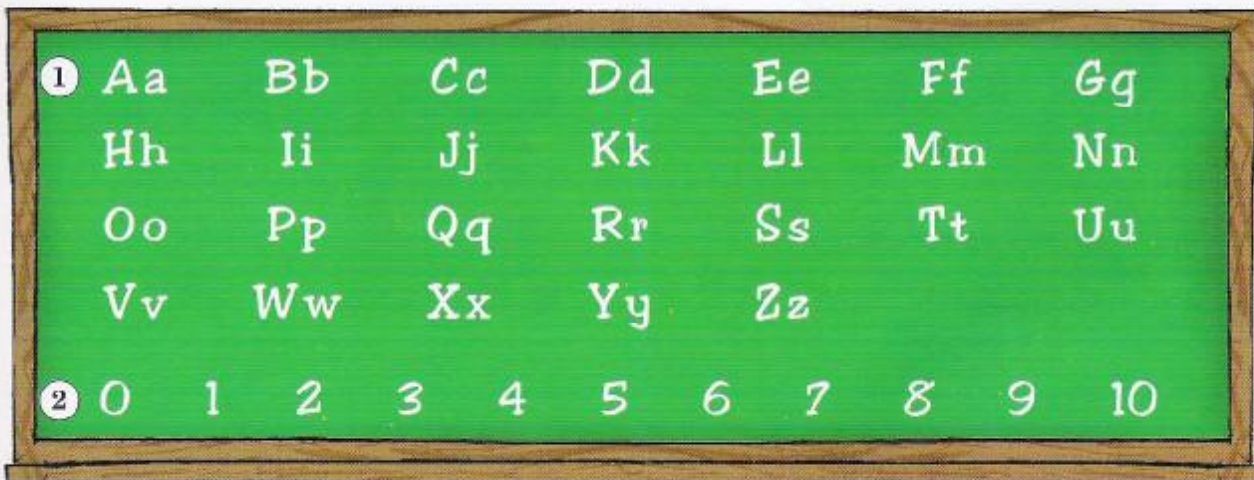 1 Aa Bb Cc Dd Ee Ff Gg
Hh Ii Jj Kk Ll Mm Nn
Oo Pp Qq Rr Ss Tt Uu
Vv Ww Xx Yy Zz
2 0 1 2 3 4 5 6 7 8 9 10